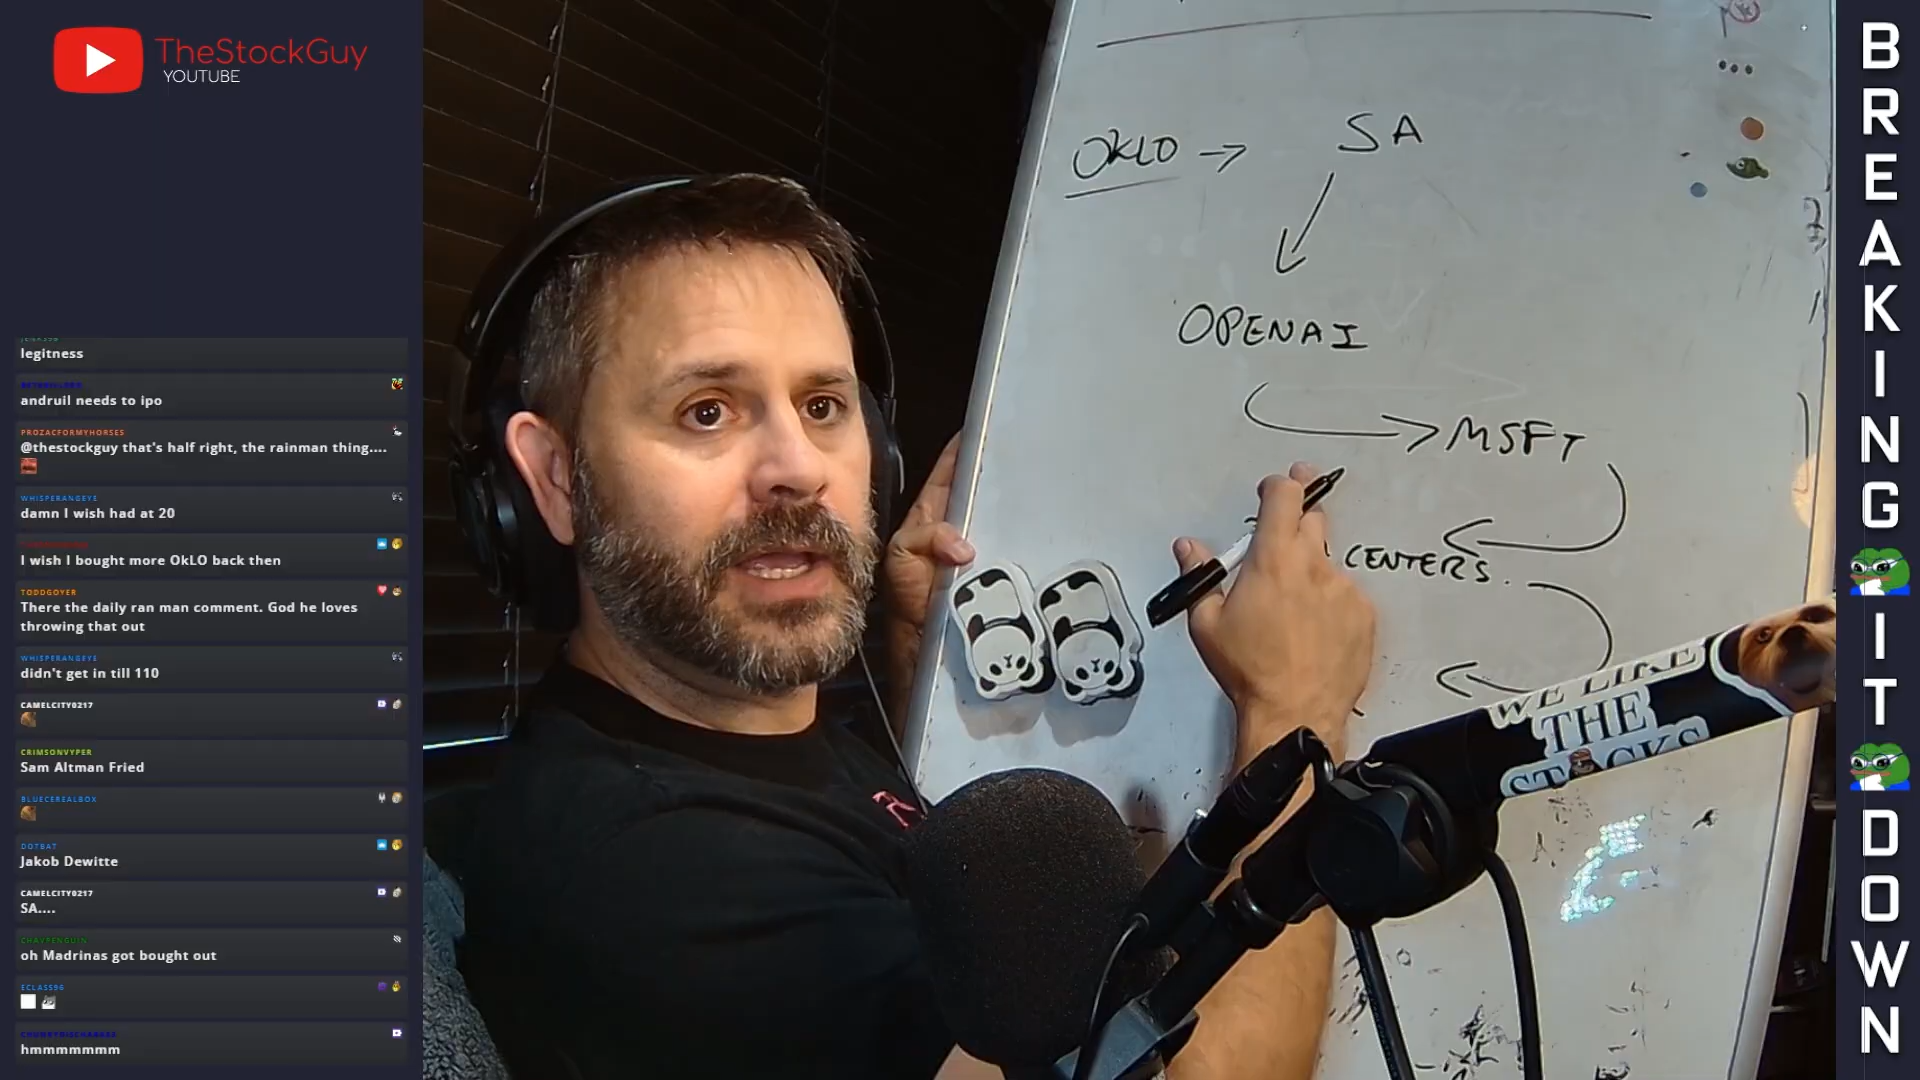 TheStockGuy
YOUTUBE
legitness
andruil needs to ipo
PROZACFORMYHORSES
@thestockguy that's half right, the rainman thing....
WHISPERANGEYE
damn I wish had at 20
I wish I bought more OkLO back then
TODDGOYER
There the daily ran man comment. God he loves
throwing that out
WHISPERANGEYE
didn't get in till 110
CAMELCITY0217
CRIMSONVYPER
Sam Altman Fried
BLUECEREALBOX
DOTBAT
Jakob Dewitte
CAMELCITY0217
SA....
CHAVPENGUIN
oh Madrinas got bought out
ECLASS96
hmmmmmmm
OKLO → SA
OPENAI
MSFT
CENTERS.
WE LIKE
THE
STOCKS
BREAKING IT DOWN